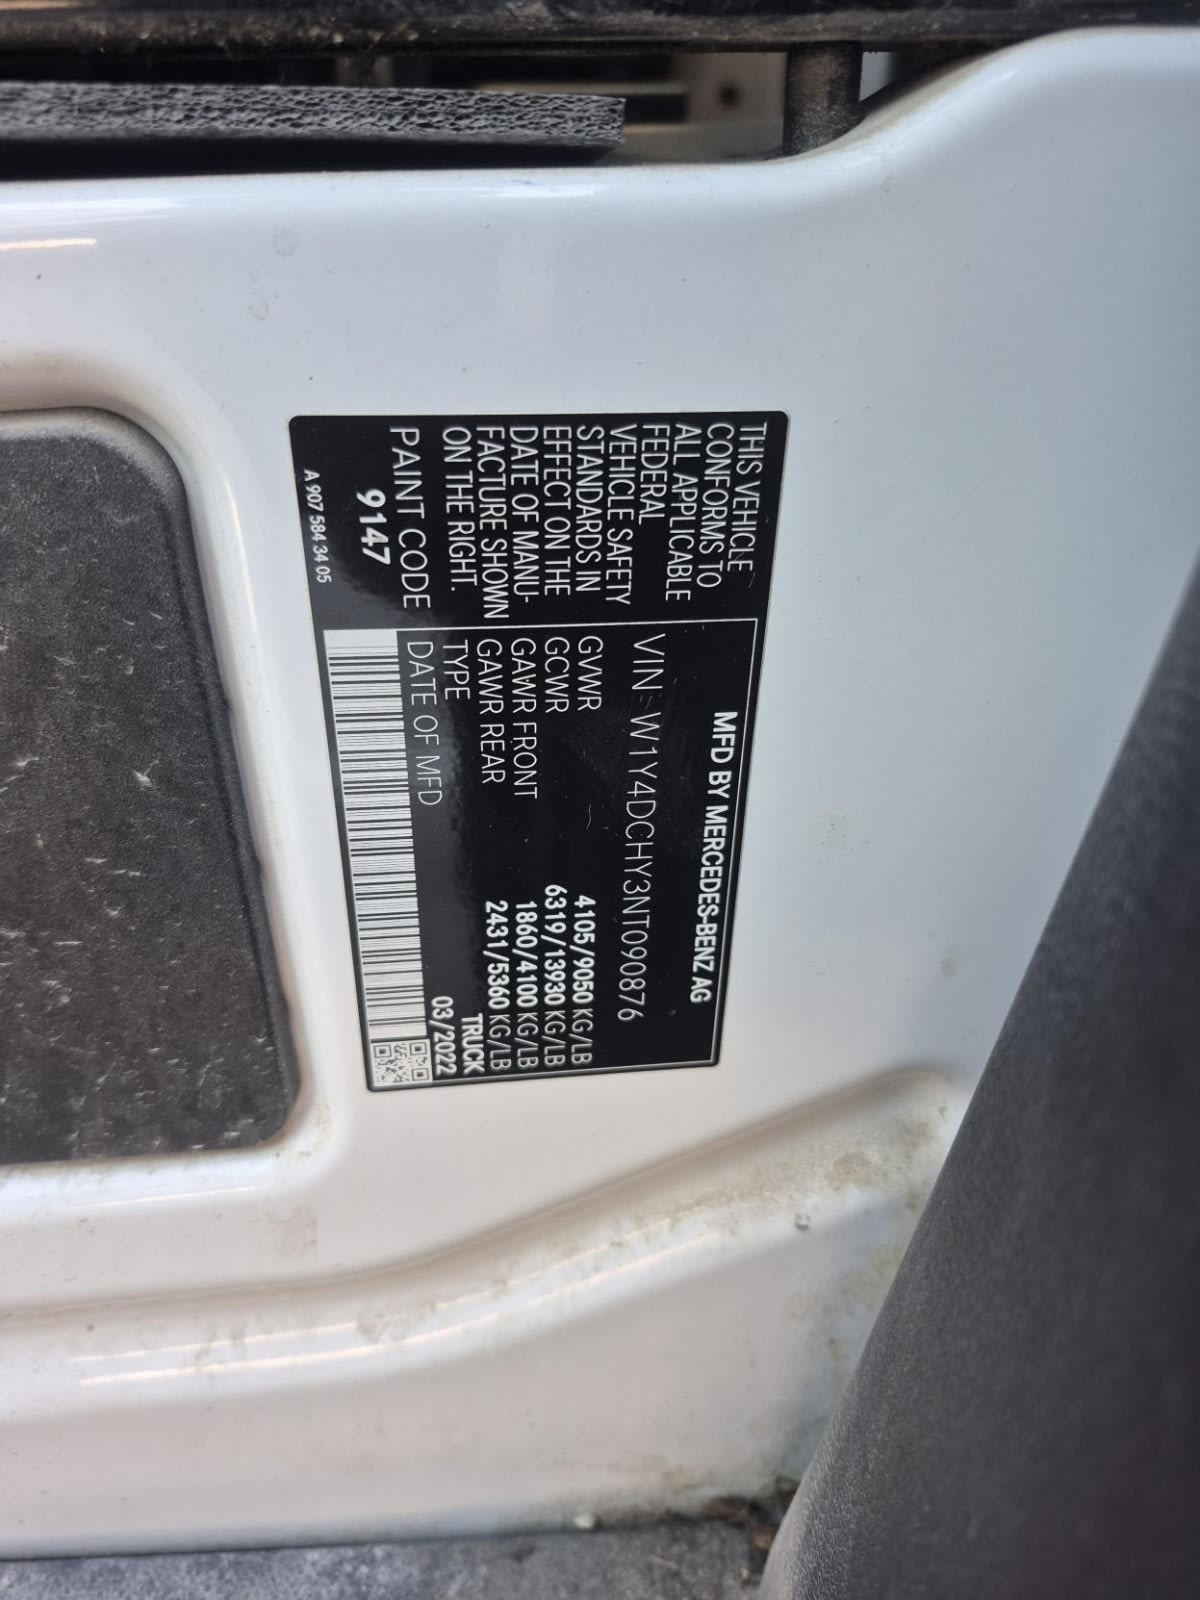 MFD BY MERCEDES-BENZ AG
THIS VEHICLE
CONFORMS TO
ALL APPLICABLE
FEDERAL
VEHICLE SAFETY
STANDARDS IN
EFFECT ON THE
DATE OF MANU-
FACTURE SHOWN
ON THE RIGHT.
PAINT CODE
9147
VIN W1Y4DCHY3NT090876
GVWR 4105/9050 KG/LB
GCWR 6319/13930 KG/LB
GAWR FRONT 1860/4100 KG/LB
GAWR REAR 2431/5360 KG/LB
TYPE TRUCK
DATE OF MFD 03/2022
A 907 584 34 05